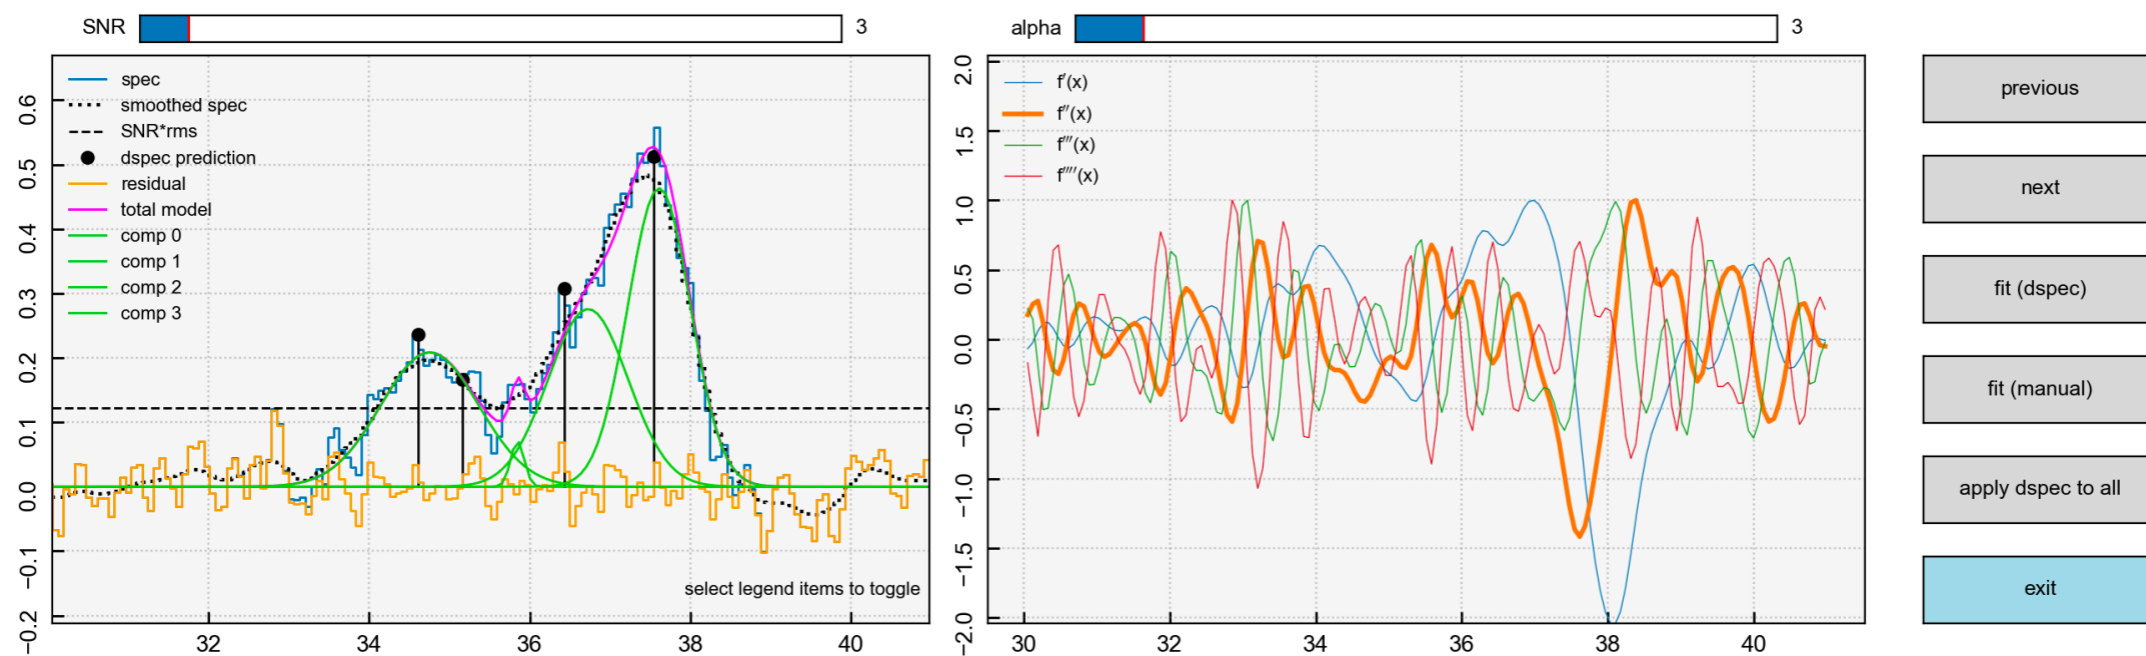 SNR 3
alpha 3
spec
smoothed spec
SNR*rms
dspec prediction
residual
total model
comp 0
comp 1
comp 2
comp 3
select legend items to toggle
0.6
0.5
0.4
0.3
0.2
0.1
0.0
−0.1
−0.2
32 34 36 38 40
f′(x)
f″(x)
f‴(x)
f⁗(x)
2.0
1.5
1.0
0.5
0.0
−0.5
−1.0
−1.5
−2.0
30 32 34 36 38 40
previous
next
fit (dspec)
fit (manual)
apply dspec to all
exit